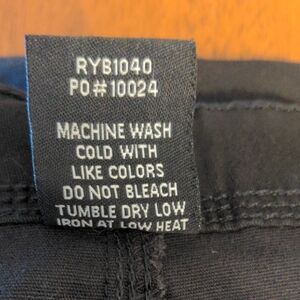 RYB1040
PO#10024
MACHINE WASH
COLD WITH
LIKE COLORS
DO NOT BLEACH
TUMBLE DRY LOW
IRON AT LOW HEAT